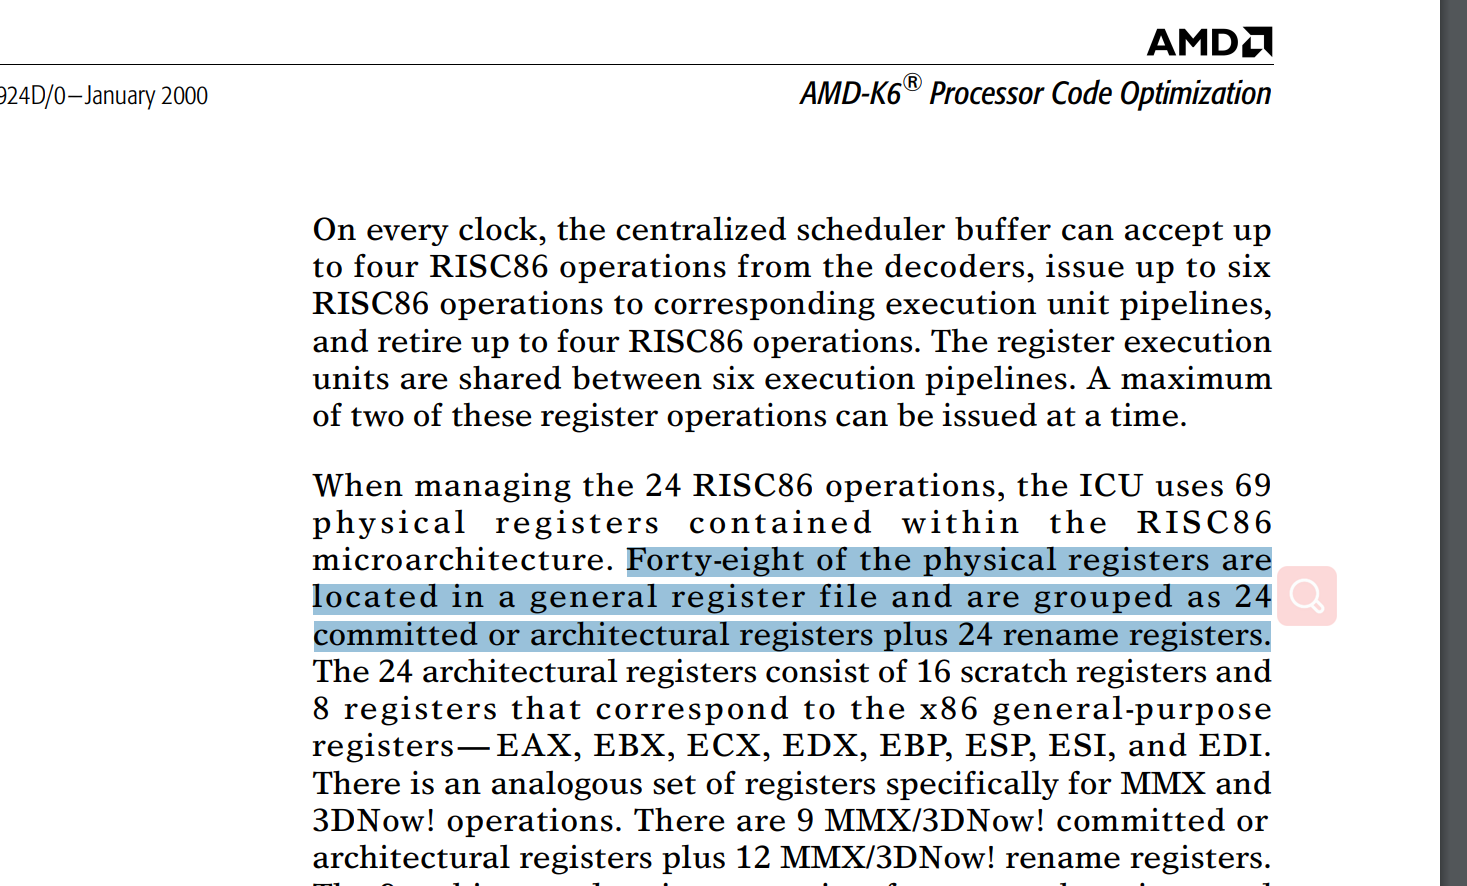 AMD
924D/0—January 2000
AMD-K6® Processor Code Optimization
On every clock, the centralized scheduler buffer can accept up
to four RISC86 operations from the decoders, issue up to six
RISC86 operations to corresponding execution unit pipelines,
and retire up to four RISC86 operations. The register execution
units are shared between six execution pipelines. A maximum
of two of these register operations can be issued at a time.
When managing the 24 RISC86 operations, the ICU uses 69
physical registers contained within the RISC86
microarchitecture. Forty-eight of the physical registers are
located in a general register file and are grouped as 24
committed or architectural registers plus 24 rename registers.
The 24 architectural registers consist of 16 scratch registers and
8 registers that correspond to the x86 general-purpose
registers—EAX, EBX, ECX, EDX, EBP, ESP, ESI, and EDI.
There is an analogous set of registers specifically for MMX and
3DNow! operations. There are 9 MMX/3DNow! committed or
architectural registers plus 12 MMX/3DNow! rename registers.